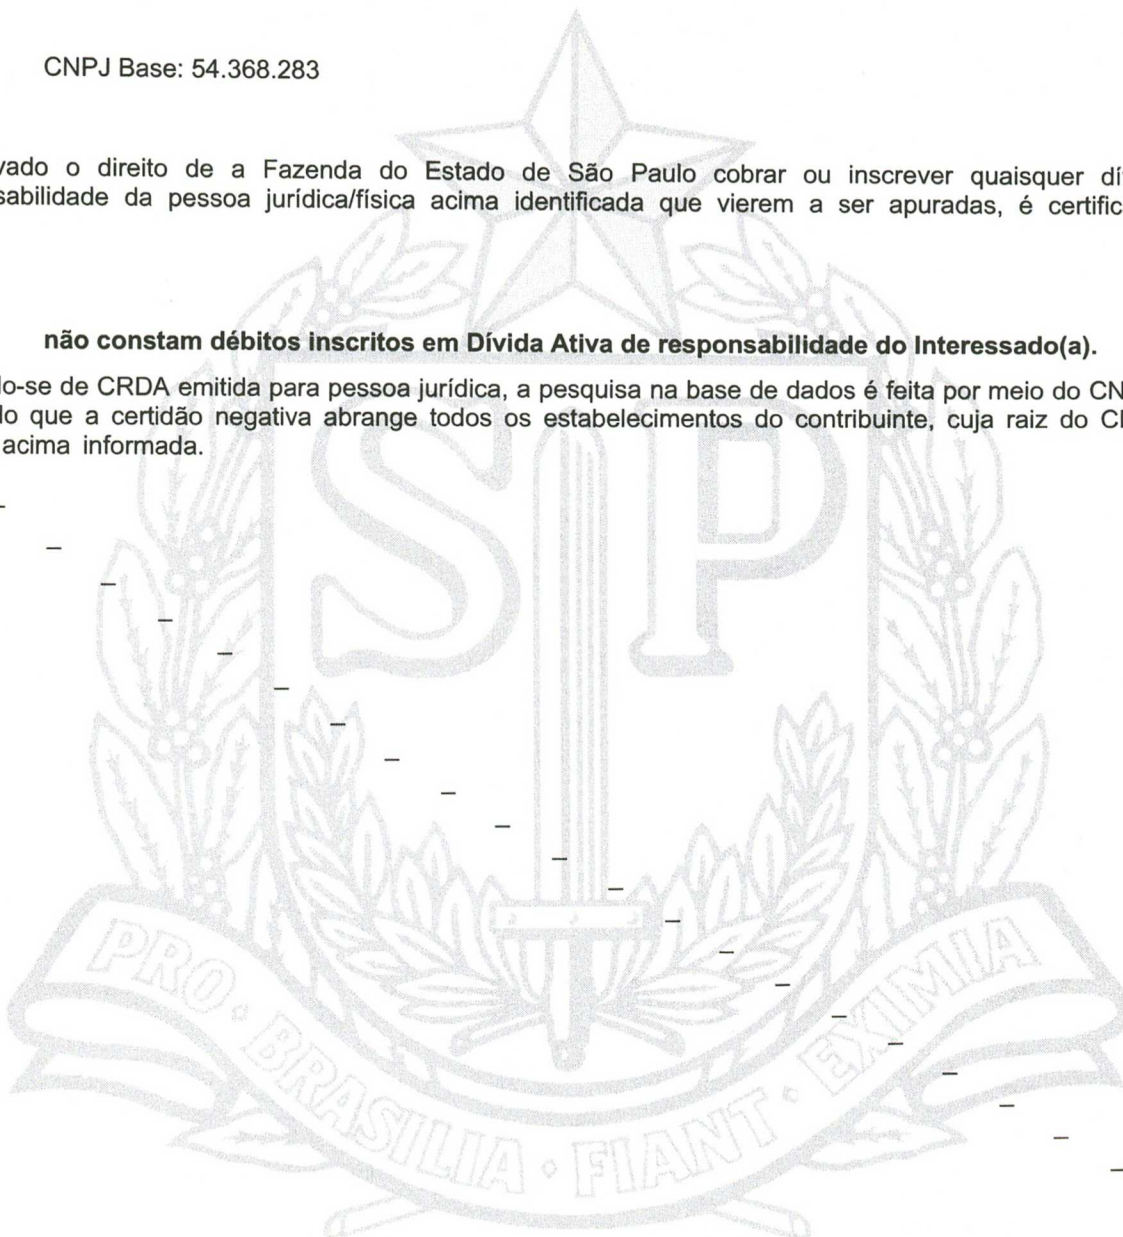 CNPJ Base: 54.368.283
vado o direito de a Fazenda do Estado de São Paulo cobrar ou inscrever quaisquer dí
sabilidade da pessoa jurídica/física acima identificada que vierem a ser apuradas, é certific
não constam débitos inscritos em Dívida Ativa de responsabilidade do Interessado(a).
do-se de CRDA emitida para pessoa jurídica, a pesquisa na base de dados é feita por meio do CN
do que a certidão negativa abrange todos os estabelecimentos do contribuinte, cuja raiz do C
acima informada.
SP
PRO • BRASILIA • FIANT • EXIMIA